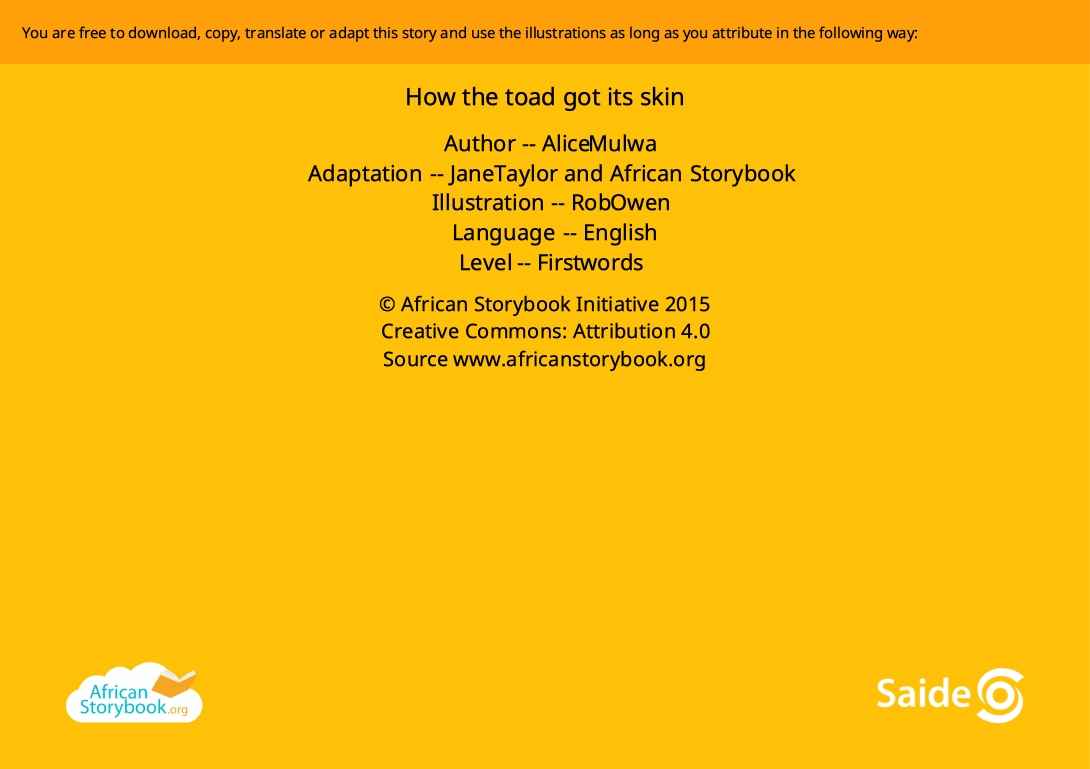 You are free to download, copy, translate or adapt this story and use the illustrations as long as you attribute in the following way:
How the toad got its skin
Author -- AliceMulwa
Adaptation -- JaneTaylor and African Storybook
Illustration -- RobOwen
Language -- English
Level -- Firstwords
© African Storybook Initiative 2015
Creative Commons: Attribution 4.0
Source www.africanstorybook.org
African
Storybook.org
Saide